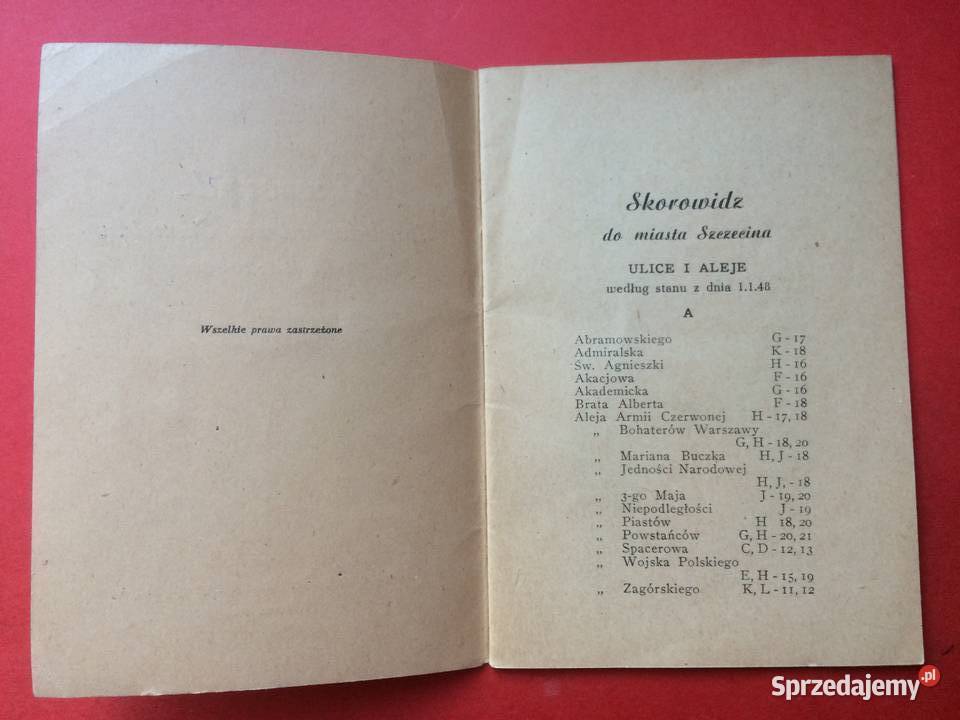 Wszelkie prawa zastrzeżone
Skorowidz
do miasta Szczecina
ULICE I ALEJE
według stanu z dnia 1.1.48
A
Abramowskiego G - 17
Admiralska K - 18
Św. Agnieszki H - 16
Akacjowa F - 16
Akademicka G - 16
Brata Alberta F - 18
Aleja Armii Czerwonej H - 17, 18
„ Bohaterów Warszawy
G, H - 18, 20
„ Mariana Buczka H, J - 18
„ Jedności Narodowej
H, J, - 18
„ 3-go Maja J - 19, 20
„ Niepodległości J - 19
„ Piastów H 18, 20
„ Powstańców G, H - 20, 21
„ Spacerowa C, D - 12, 13
„ Wojska Polskiego
E, H - 15, 19
„ Zagórskiego K, L - 11, 12
Sprzedajemy.pl